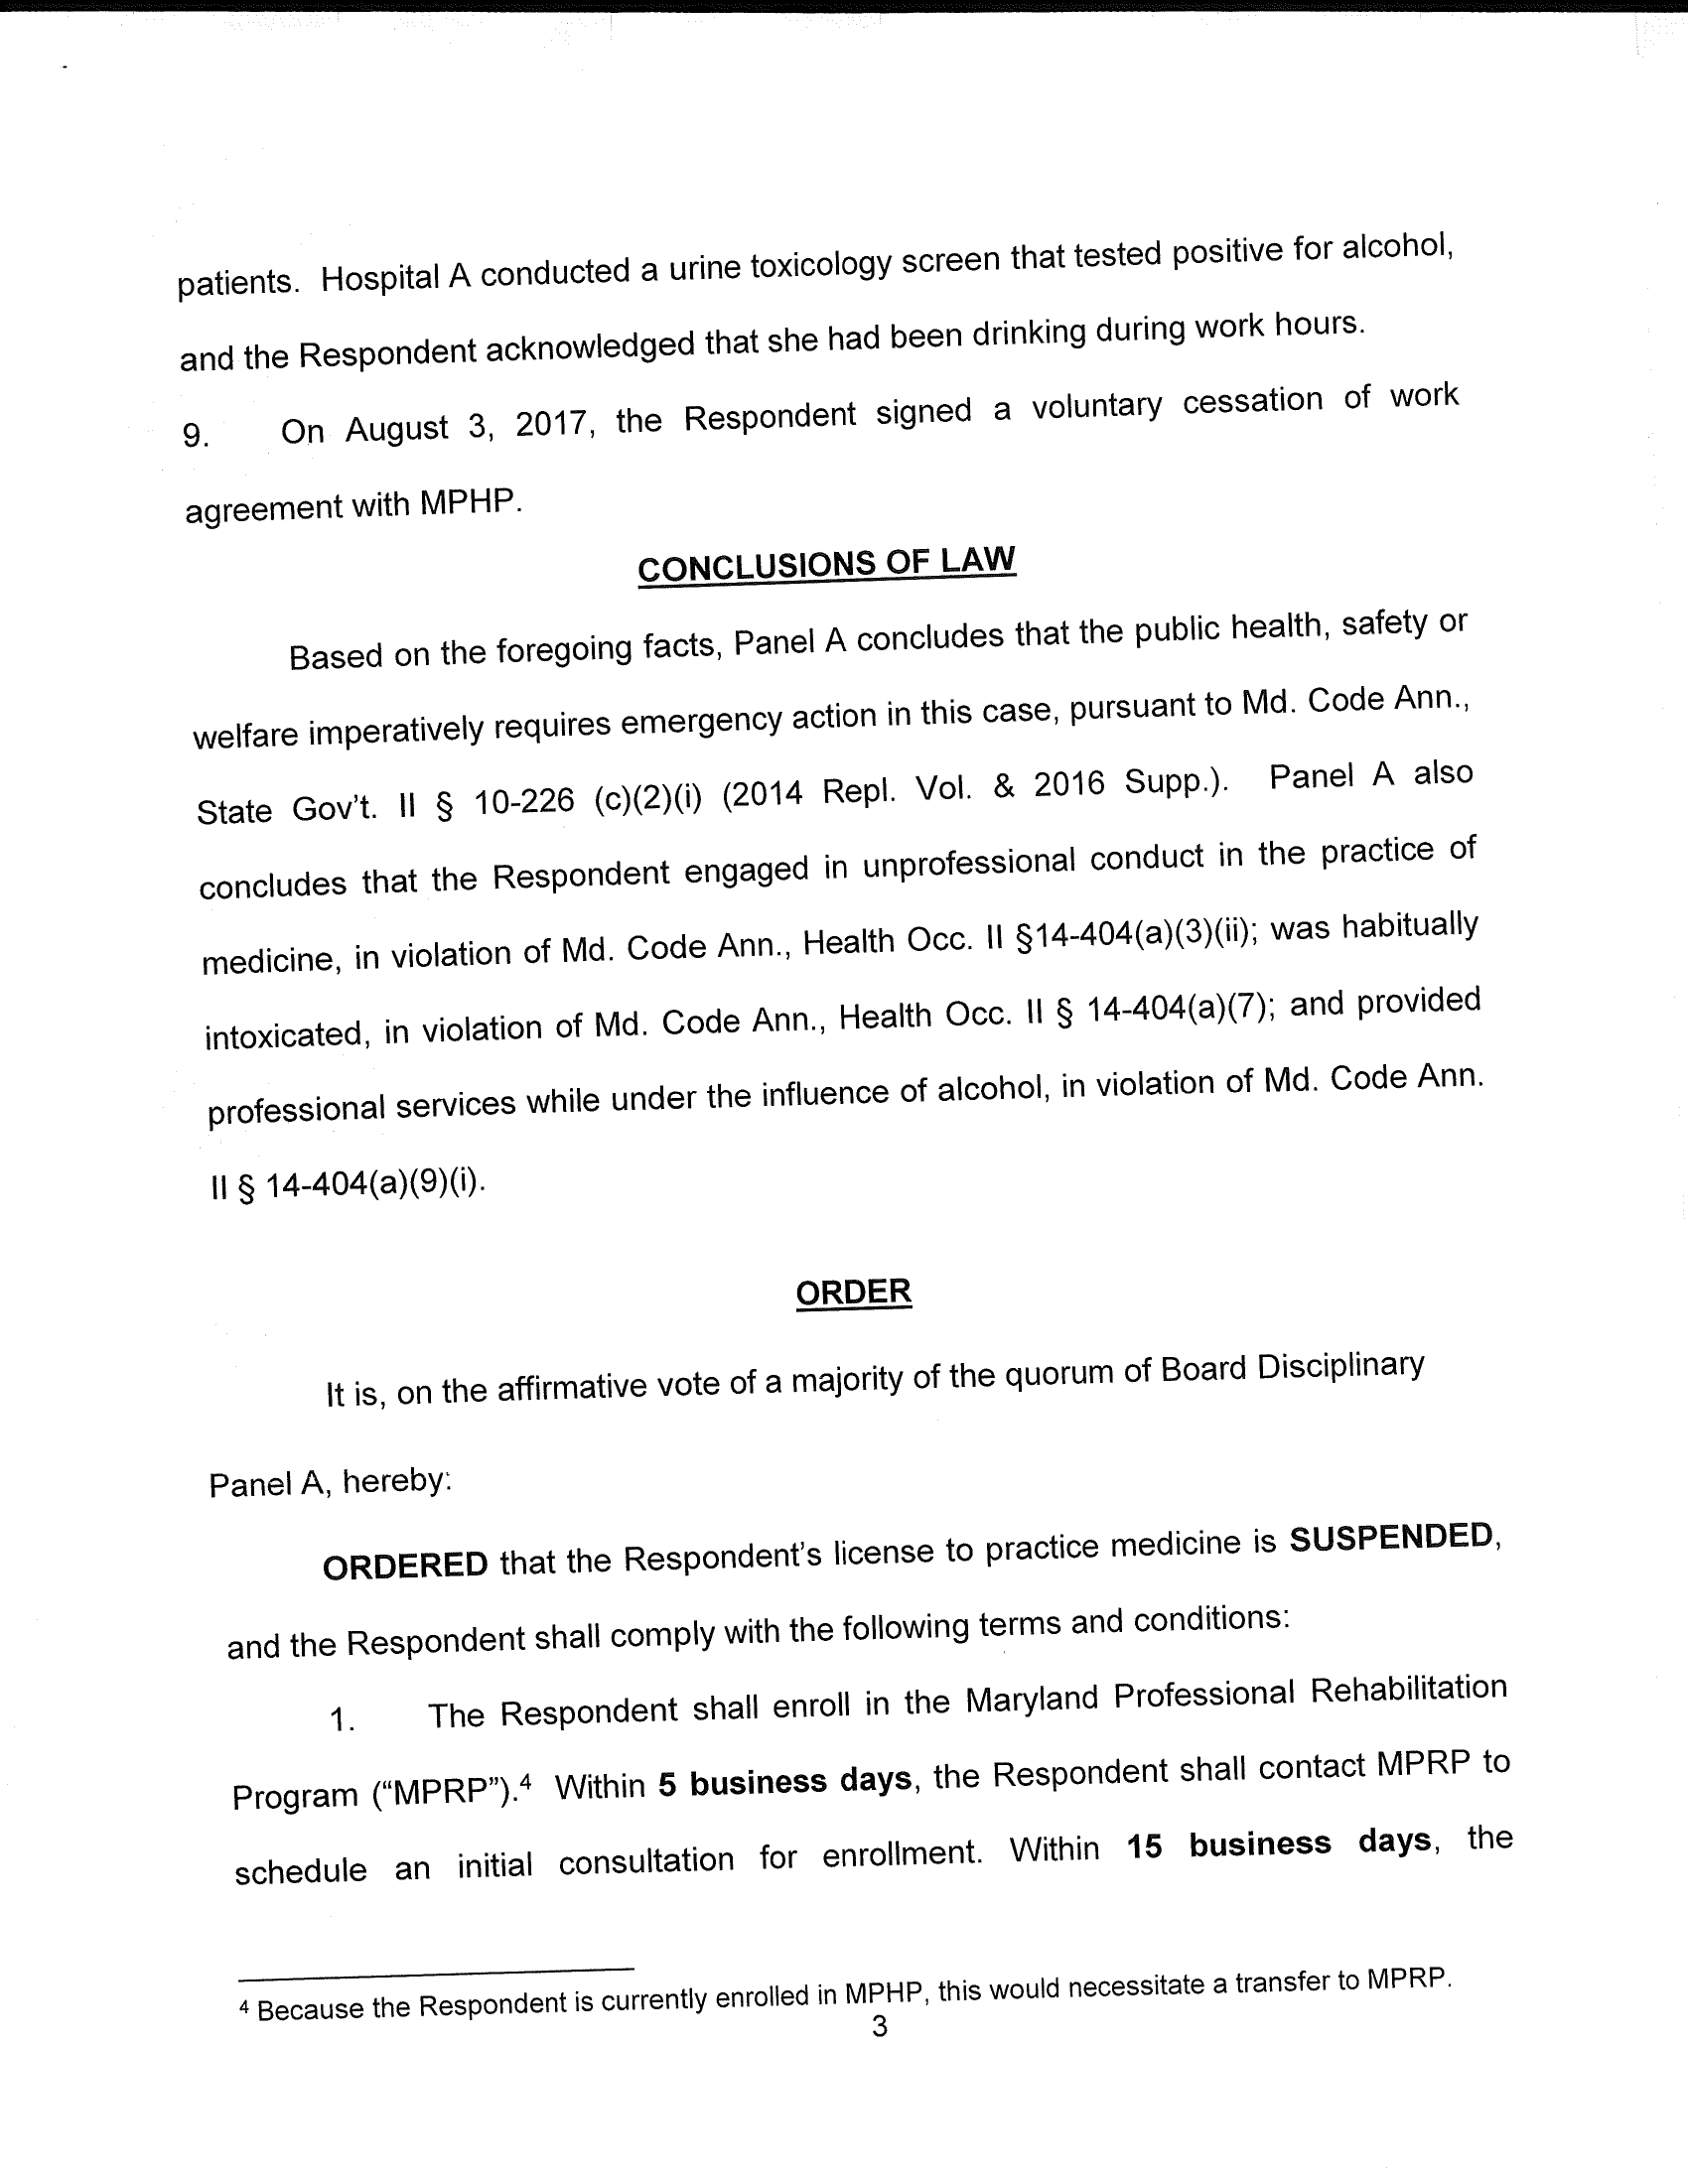 patients. Hospital A conducted a urine toxicology screen that tested positive for alcohol,
and the Respondent acknowledged that she had been drinking during work hours.
9. On August 3, 2017, the Respondent signed a voluntary cessation of work
agreement with MPHP.
CONCLUSIONS OF LAW
Based on the foregoing facts, Panel A concludes that the public health, safety or
welfare imperatively requires emergency action in this case, pursuant to Md. Code Ann.,
State Gov't. II § 10-226 (c)(2)(i) (2014 Repl. Vol. & 2016 Supp.). Panel A also
concludes that the Respondent engaged in unprofessional conduct in the practice of
medicine, in violation of Md. Code Ann., Health Occ. II §14-404(a)(3)(ii); was habitually
intoxicated, in violation of Md. Code Ann., Health Occ. II § 14-404(a)(7); and provided
professional services while under the influence of alcohol, in violation of Md. Code Ann.
II § 14-404(a)(9)(i).
ORDER
It is, on the affirmative vote of a majority of the quorum of Board Disciplinary
Panel A, hereby:
ORDERED that the Respondent's license to practice medicine is SUSPENDED,
and the Respondent shall comply with the following terms and conditions:
1. The Respondent shall enroll in the Maryland Professional Rehabilitation
Program (“MPRP”).4 Within 5 business days, the Respondent shall contact MPRP to
schedule an initial consultation for enrollment. Within 15 business days, the
4 Because the Respondent is currently enrolled in MPHP, this would necessitate a transfer to MPRP.
3